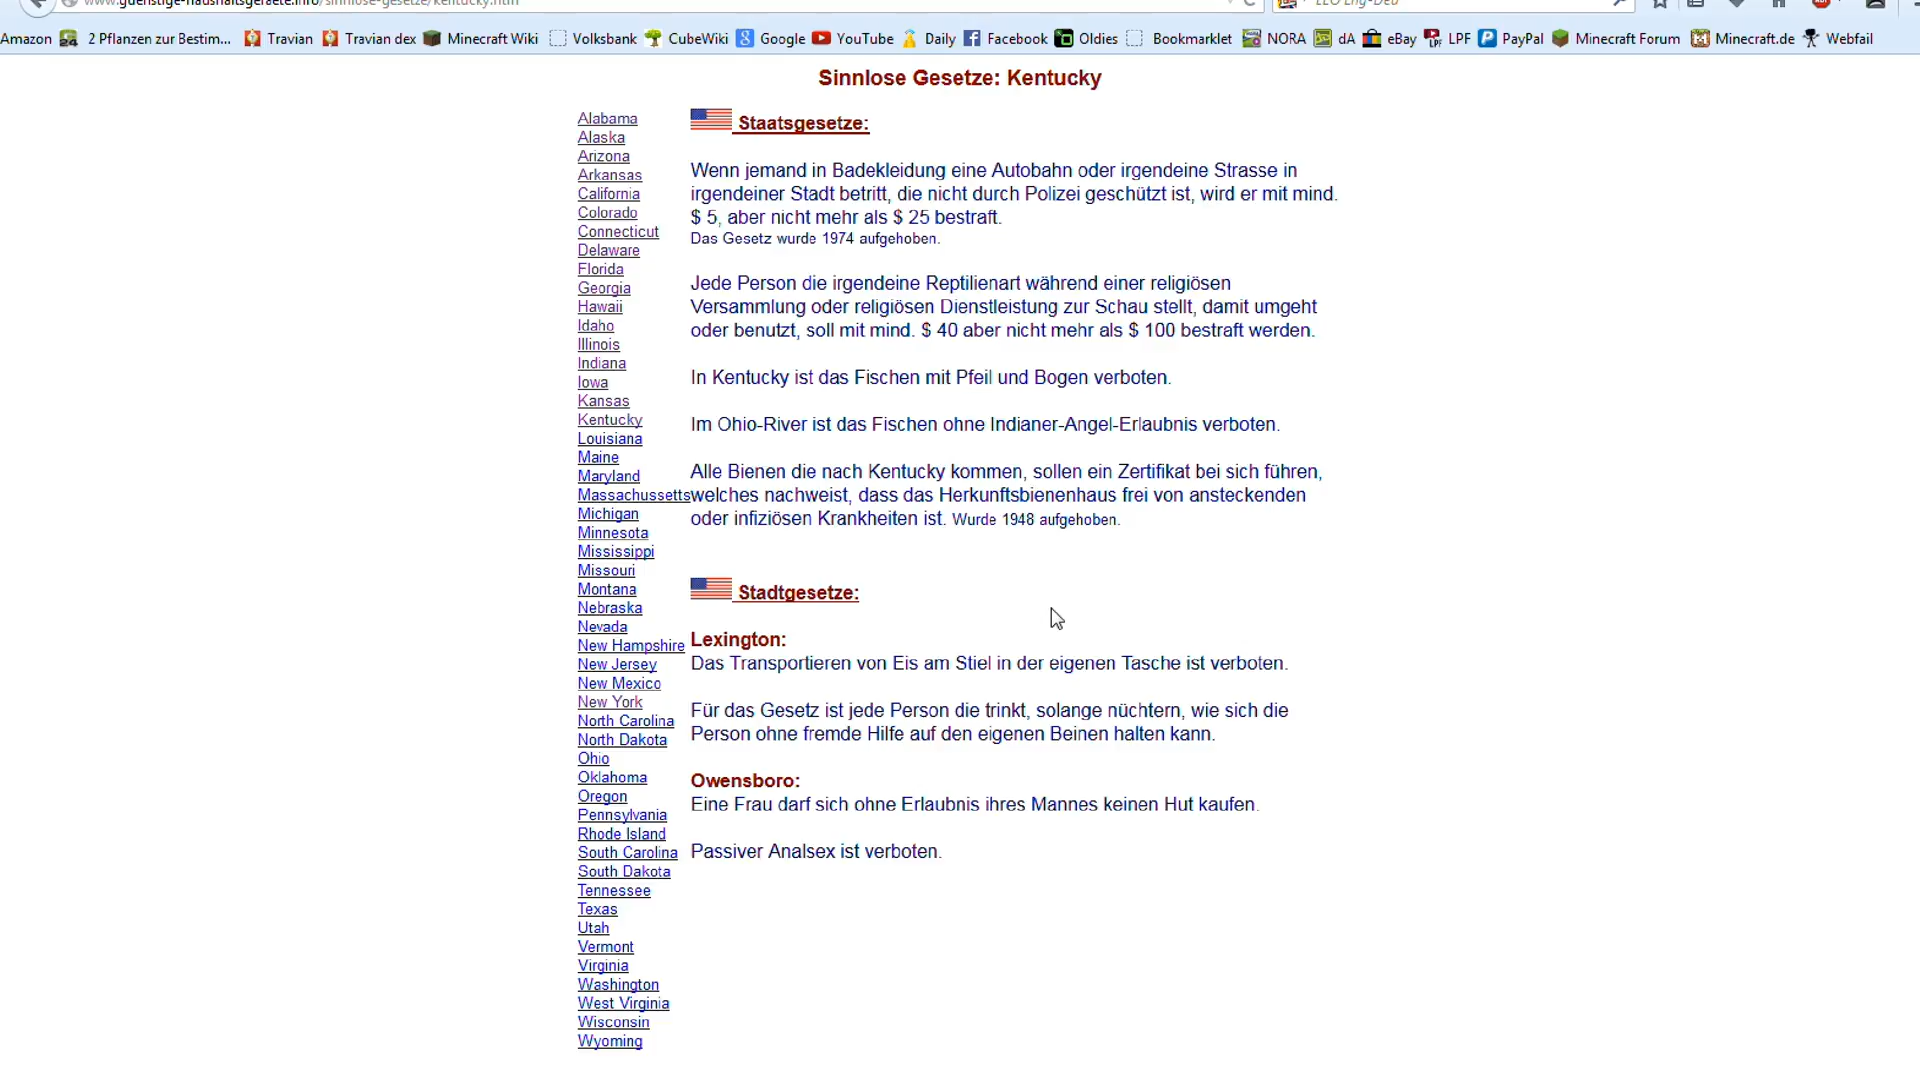 www.guenstige-haushaltsgeraete.info/sinnlose-gesetze/kentucky.htm
LEO Eng-Deu
Amazon 2 Pflanzen zur Bestim... Travian Travian dex Minecraft Wiki Volksbank CubeWiki Google YouTube Daily Facebook Oldies Bookmarklet NORA dA eBay LPF PayPal Minecraft Forum Minecraft.de Webfail
Sinnlose Gesetze: Kentucky
Alabama
Alaska
Arizona
Arkansas
California
Colorado
Connecticut
Delaware
Florida
Georgia
Hawaii
Idaho
Illinois
Indiana
Iowa
Kansas
Kentucky
Louisiana
Maine
Maryland
Massachussetts
Michigan
Minnesota
Mississippi
Missouri
Montana
Nebraska
Nevada
New Hampshire
New Jersey
New Mexico
New York
North Carolina
North Dakota
Ohio
Oklahoma
Oregon
Pennsylvania
Rhode Island
South Carolina
South Dakota
Tennessee
Texas
Utah
Vermont
Virginia
Washington
West Virginia
Wisconsin
Wyoming
Staatsgesetze:
Wenn jemand in Badekleidung eine Autobahn oder irgendeine Strasse in
irgendeiner Stadt betritt, die nicht durch Polizei geschützt ist, wird er mit mind.
$ 5, aber nicht mehr als $ 25 bestraft.
Das Gesetz wurde 1974 aufgehoben.
Jede Person die irgendeine Reptilienart während einer religiösen
Versammlung oder religiösen Dienstleistung zur Schau stellt, damit umgeht
oder benutzt, soll mit mind. $ 40 aber nicht mehr als $ 100 bestraft werden.
In Kentucky ist das Fischen mit Pfeil und Bogen verboten.
Im Ohio-River ist das Fischen ohne Indianer-Angel-Erlaubnis verboten.
Alle Bienen die nach Kentucky kommen, sollen ein Zertifikat bei sich führen,
welches nachweist, dass das Herkunftsbienenhaus frei von ansteckenden
oder infiziösen Krankheiten ist. Wurde 1948 aufgehoben.
Stadtgesetze:
Lexington:
Das Transportieren von Eis am Stiel in der eigenen Tasche ist verboten.
Für das Gesetz ist jede Person die trinkt, solange nüchtern, wie sich die
Person ohne fremde Hilfe auf den eigenen Beinen halten kann.
Owensboro:
Eine Frau darf sich ohne Erlaubnis ihres Mannes keinen Hut kaufen.
Passiver Analsex ist verboten.